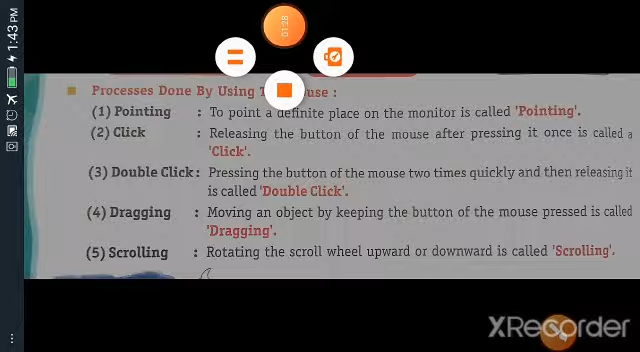 1:43PM
01:28
Processes Done By Using T use :
(1) Pointing : To point a definite place on the monitor is called 'Pointing'.
(2) Click : Releasing the button of the mouse after pressing it once is called a
'Click'.
(3) Double Click : Pressing the button of the mouse two times quickly and then releasing it
is called 'Double Click'.
(4) Dragging : Moving an object by keeping the button of the mouse pressed is called
'Dragging'.
(5) Scrolling : Rotating the scroll wheel upward or downward is called 'Scrolling'.
XRecorder